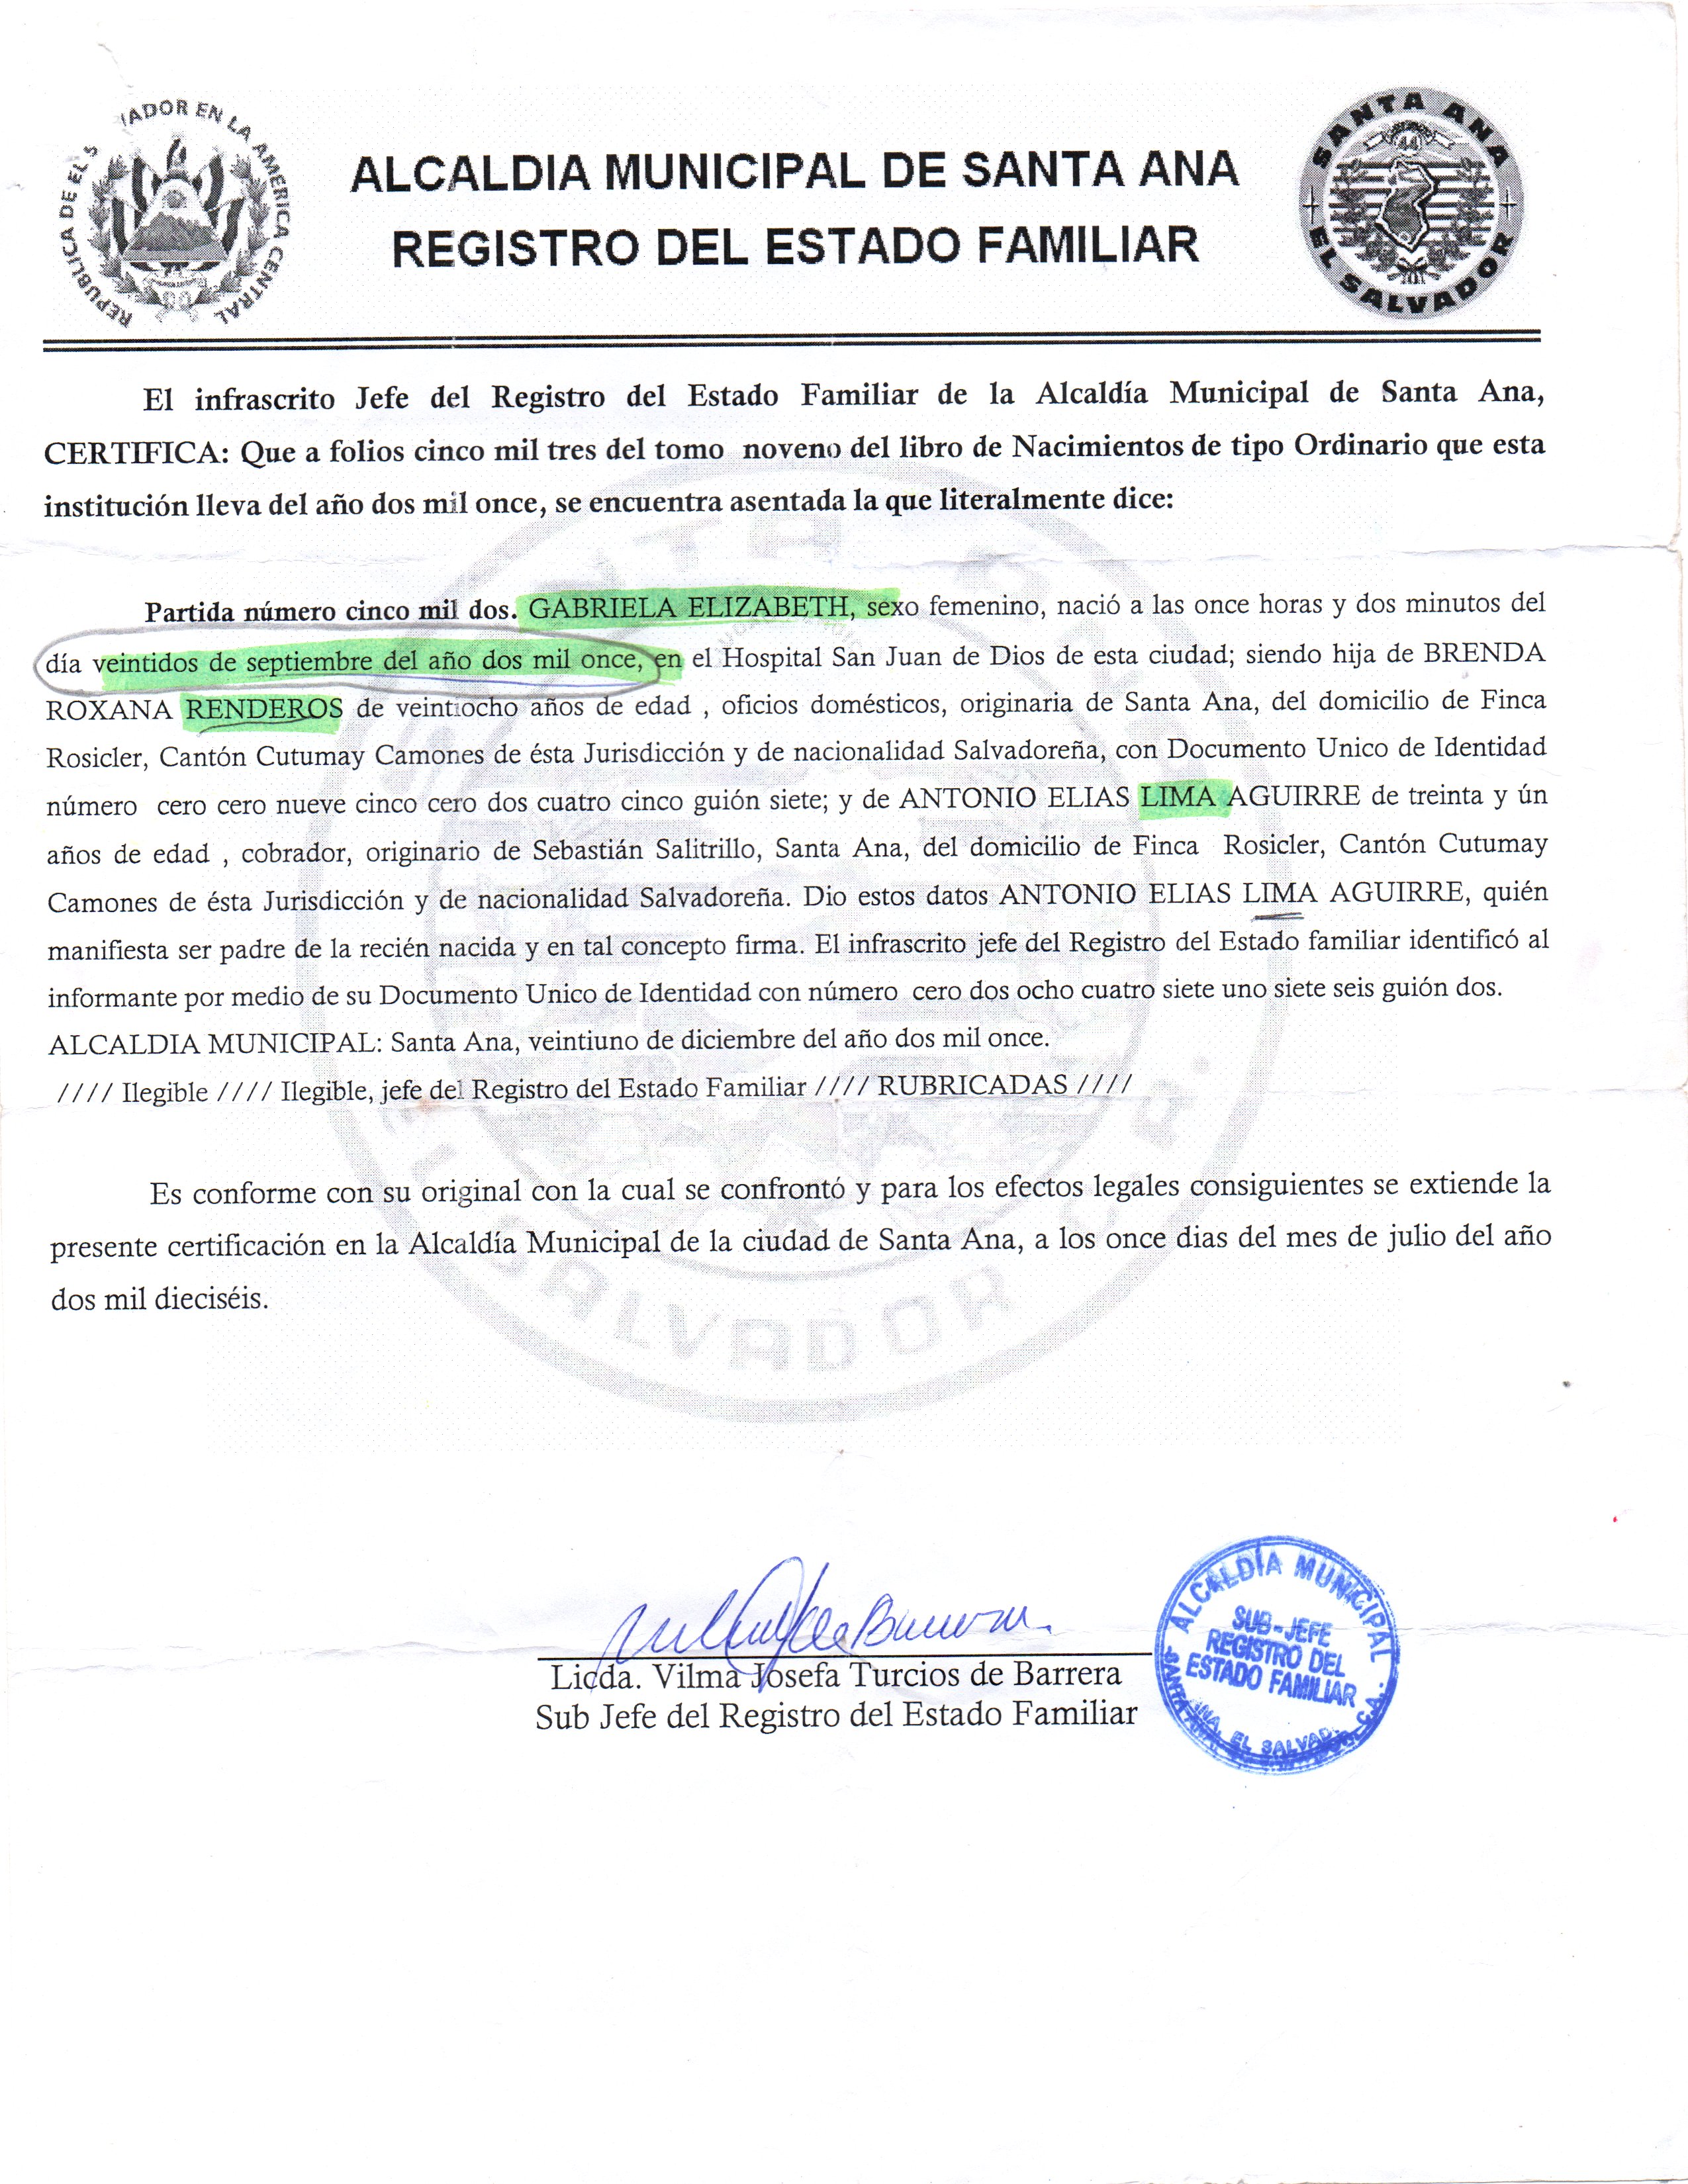 REPUBLICA DE EL S ADOR EN LA AMERICA CENTRAL
SANTA ANA
44
EL SALVADOR
ALCALDIA MUNICIPAL DE SANTA ANA
REGISTRO DEL ESTADO FAMILIAR
El infrascrito Jefe del Registro del Estado Familiar de la Alcaldía Municipal de Santa Ana,
CERTIFICA: Que a folios cinco mil tres del tomo noveno del libro de Nacimientos de tipo Ordinario que esta
institución lleva del año dos mil once, se encuentra asentada la que literalmente dice:
Partida número cinco mil dos. GABRIELA ELIZABETH, sexo femenino, nació a las once horas y dos minutos del
día veintidos de septiembre del año dos mil once, en el Hospital San Juan de Dios de esta ciudad; siendo hija de BRENDA
ROXANA RENDEROS de veintiocho años de edad , oficios domésticos, originaria de Santa Ana, del domicilio de Finca
Rosicler, Cantón Cutumay Camones de ésta Jurisdicción y de nacionalidad Salvadoreña, con Documento Unico de Identidad
número cero cero nueve cinco cero dos cuatro cinco guión siete; y de ANTONIO ELIAS LIMA AGUIRRE de treinta y ún
años de edad , cobrador, originario de Sebastián Salitrillo, Santa Ana, del domicilio de Finca Rosicler, Cantón Cutumay
Camones de ésta Jurisdicción y de nacionalidad Salvadoreña. Dio estos datos ANTONIO ELIAS LIMA AGUIRRE, quién
manifiesta ser padre de la recién nacida y en tal concepto firma. El infrascrito jefe del Registro del Estado familiar identificó al
informante por medio de su Documento Unico de Identidad con número cero dos ocho cuatro siete uno siete seis guión dos.
ALCALDIA MUNICIPAL: Santa Ana, veintiuno de diciembre del año dos mil once.
//// Ilegible //// Ilegible, jefe del Registro del Estado Familiar //// RUBRICADAS ////
Es conforme con su original con la cual se confrontó y para los efectos legales consiguientes se extiende la
presente certificación en la Alcaldía Municipal de la ciudad de Santa Ana, a los once dias del mes de julio del año
dos mil dieciséis.
SALVADOR
Licda. Vilma Josefa Turcios de Barrera
Sub Jefe del Registro del Estado Familiar
ALCALDÍA MUNICIPAL
SUB-JEFE
REGISTRO DEL
ESTADO FAMILIAR